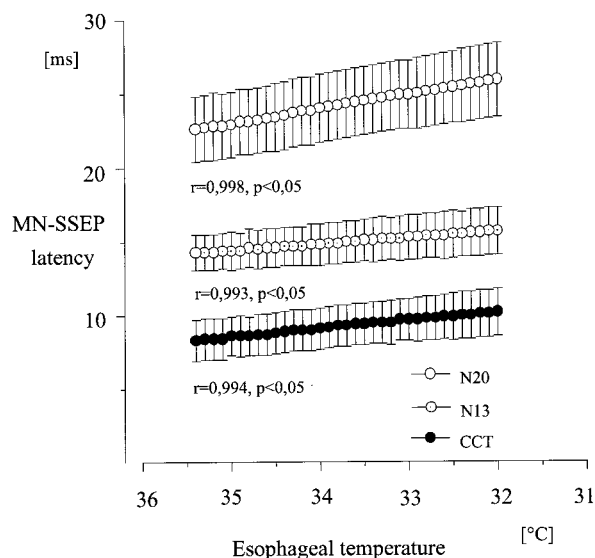 30
[ms]
20
r=0,998, p<0,05
MN-SSEP
latency
r=0,993, p<0,05
10
r=0,994, p<0,05
N20
N13
CCT
36 35 34 33 32 31
[°C]
Esophageal temperature